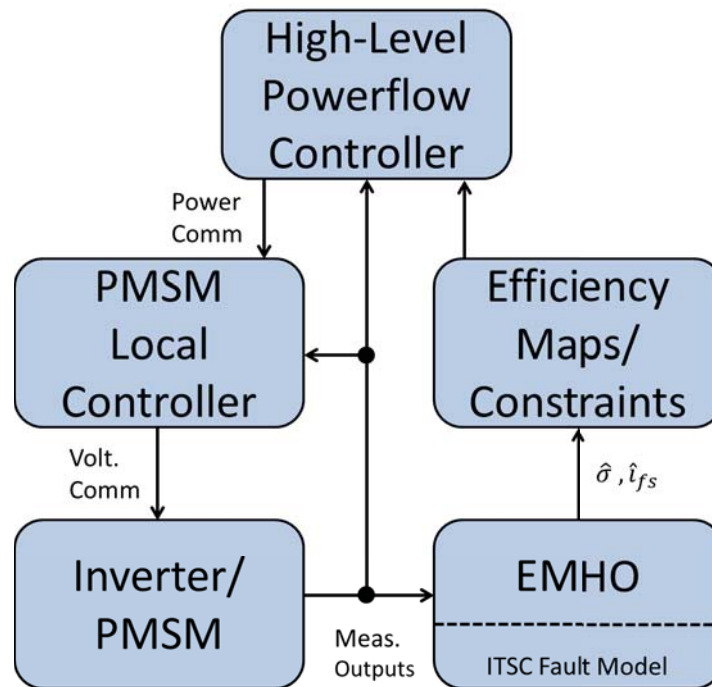 High-Level
Powerflow
Controller
Power
Comm
PMSM
Local
Controller
Efficiency
Maps/
Constraints
Volt.
Comm
σ̂ , î_fs
Inverter/
PMSM
EMHO
Meas.
Outputs
ITSC Fault Model